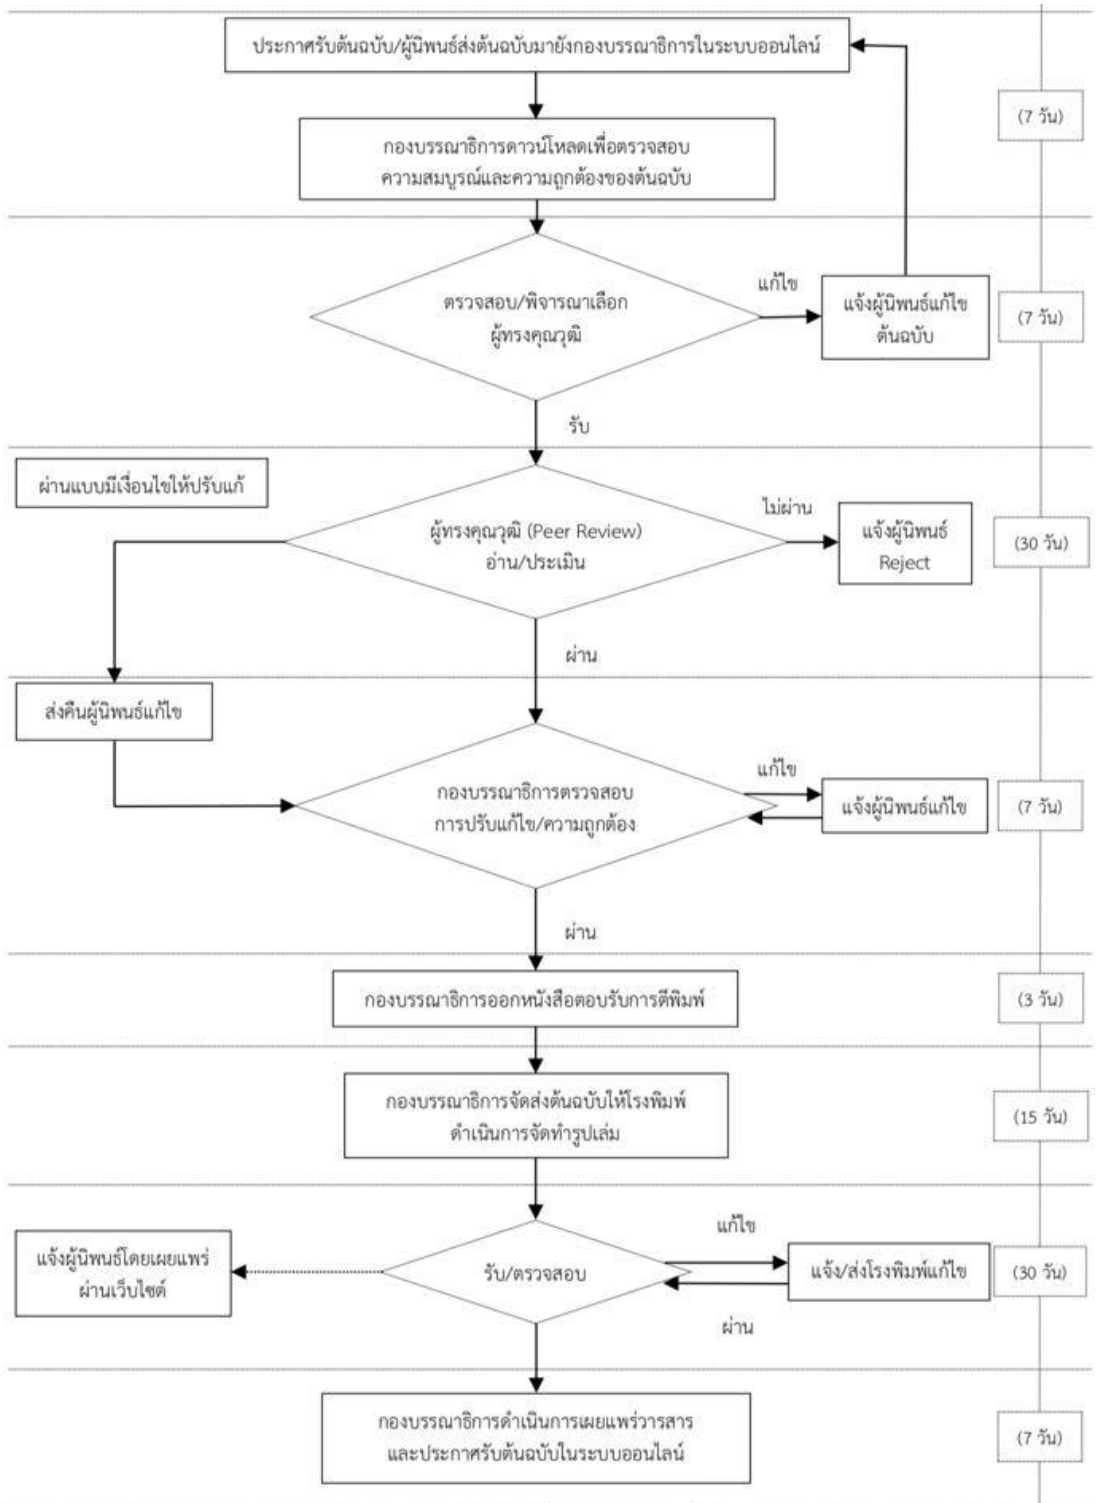 ประกาศรับต้นฉบับ/ผู้นิพนธ์ส่งต้นฉบับมายังกองบรรณาธิการในระบบออนไลน์
(7 วัน)
กองบรรณาธิการดาวน์โหลดเพื่อตรวจสอบ
ความสมบูรณ์และความถูกต้องของต้นฉบับ
ตรวจสอบ/พิจารณาเลือก
ผู้ทรงคุณวุฒิ
แก้ไข
แจ้งผู้นิพนธ์แก้ไข
ต้นฉบับ
(7 วัน)
รับ
ผ่านแบบมีเงื่อนไขให้ปรับแก้
ผู้ทรงคุณวุฒิ (Peer Review)
อ่าน/ประเมิน
ไม่ผ่าน
แจ้งผู้นิพนธ์
Reject
(30 วัน)
ผ่าน
ส่งคืนผู้นิพนธ์แก้ไข
กองบรรณาธิการตรวจสอบ
การปรับแก้ไข/ความถูกต้อง
แก้ไข
แจ้งผู้นิพนธ์แก้ไข
(7 วัน)
ผ่าน
กองบรรณาธิการออกหนังสือตอบรับการตีพิมพ์
(3 วัน)
กองบรรณาธิการจัดส่งต้นฉบับให้โรงพิมพ์
ดำเนินการจัดทำรูปเล่ม
(15 วัน)
แจ้งผู้นิพนธ์โดยเผยแพร่
ผ่านเว็บไซต์
รับ/ตรวจสอบ
แก้ไข
แจ้ง/ส่งโรงพิมพ์แก้ไข
(30 วัน)
ผ่าน
กองบรรณาธิการดำเนินการเผยแพร่วารสาร
และประกาศรับต้นฉบับในระบบออนไลน์
(7 วัน)